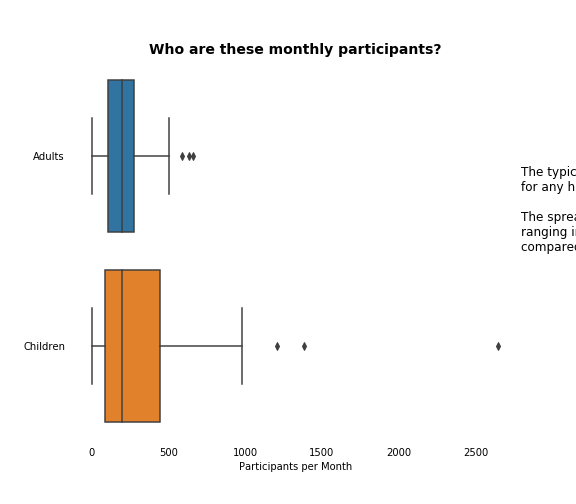 Who are these monthly participants?
Adults
The typic
for any h
The sprea
ranging i
compared
Children
0 500 1000 1500 2000 2500
Participants per Month